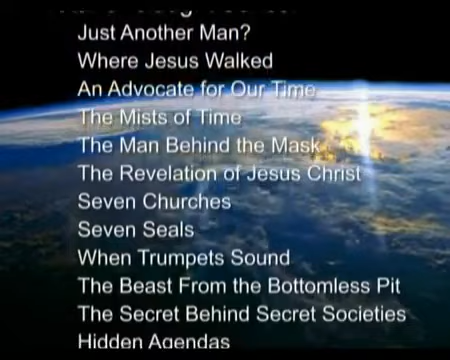 Just Another Man?
Where Jesus Walked
An Advocate for Our Time
The Mists of Time
The Man Behind the Mask
The Revelation of Jesus Christ
Seven Churches
Seven Seals
When Trumpets Sound
The Beast From the Bottomless Pit
The Secret Behind Secret Societies
Hidden Agendas